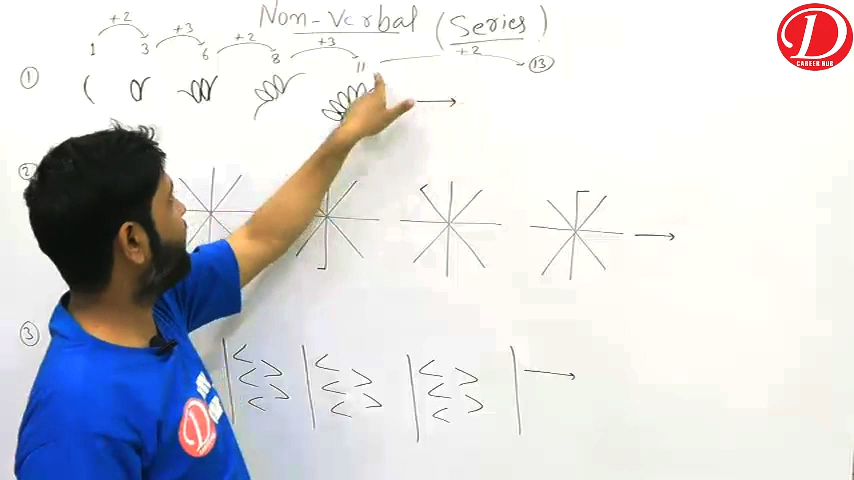 Non-Verbal (Series)
+2 +3 +2 +3 +2
1 3 6 8 11 13
1
2
3
D
CAREER HUB
D